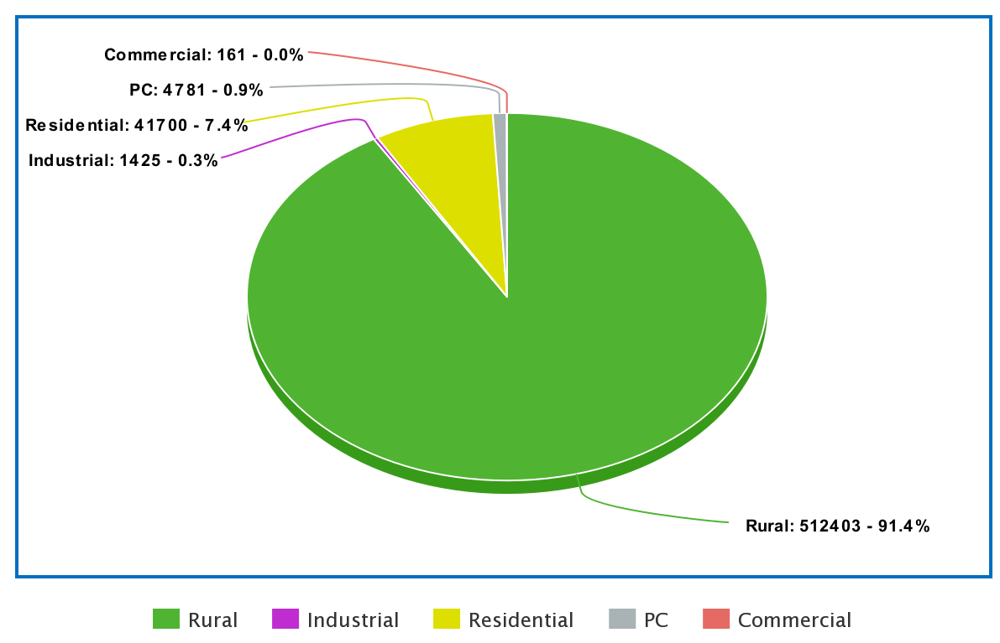 Commercial: 161 - 0.0%
PC: 4781 - 0.9%
Residential: 41700 - 7.4%
Industrial: 1425 - 0.3%
Rural: 512403 - 91.4%
Rural Industrial Residential PC Commercial